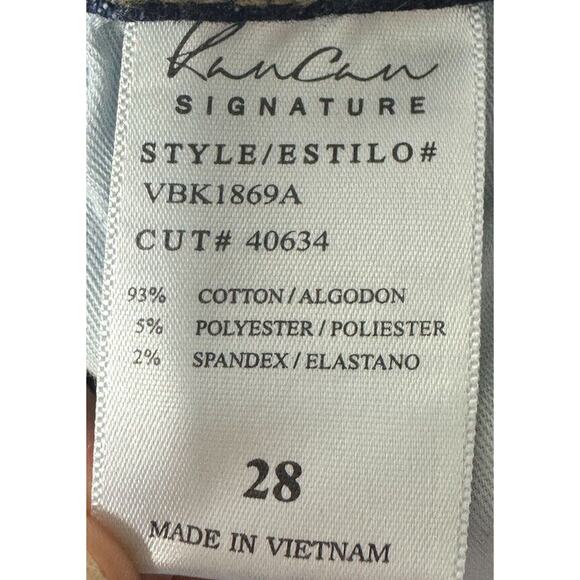 KanCan
SIGNATURE
STYLE/ESTILO#
VBK1869A
CUT# 40634
93% COTTON/ALGODON
5% POLYESTER/POLIESTER
2% SPANDEX/ELASTANO
28
MADE IN VIETNAM